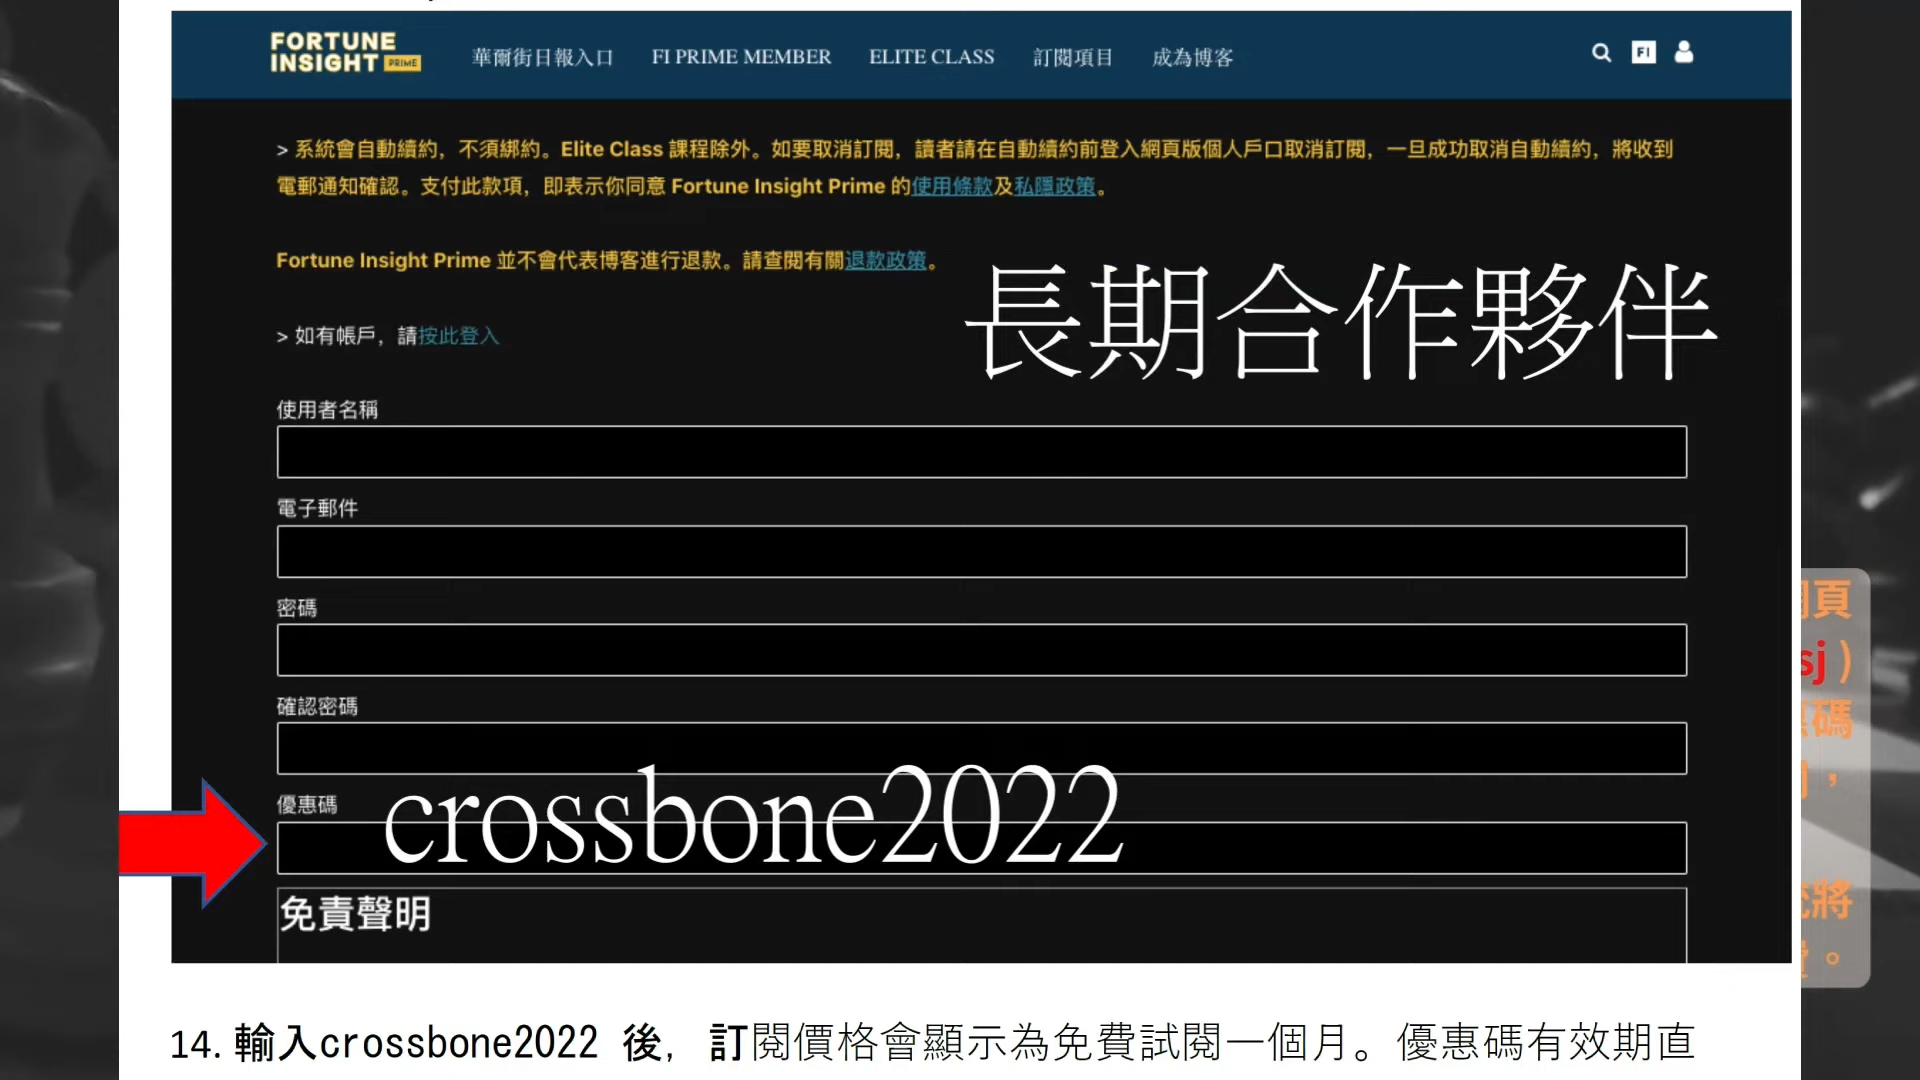 FORTUNE
INSIGHT PRIME
華爾街日報入口 FI PRIME MEMBER ELITE CLASS 訂閱項目 成為博客 FI
> 系統會自動續約，不須綁約。Elite Class 課程除外。如要取消訂閱，讀者請在自動續約前登入網頁版個人戶口取消訂閱，一旦成功取消自動續約，將收到
電郵通知確認。支付此款項，即表示你同意 Fortune Insight Prime 的使用條款及私隱政策。
Fortune Insight Prime 並不會代表博客進行退款。請查閱有關退款政策。
長期合作夥伴
> 如有帳戶，請按此登入
使用者名稱
電子郵件
密碼
確認密碼
優惠碼
crossbone2022
免責聲明
14. 輸入crossbone2022 後，訂閱價格會顯示為免費試閱一個月。優惠碼有效期直
頁
sj )
碼
，
將
。